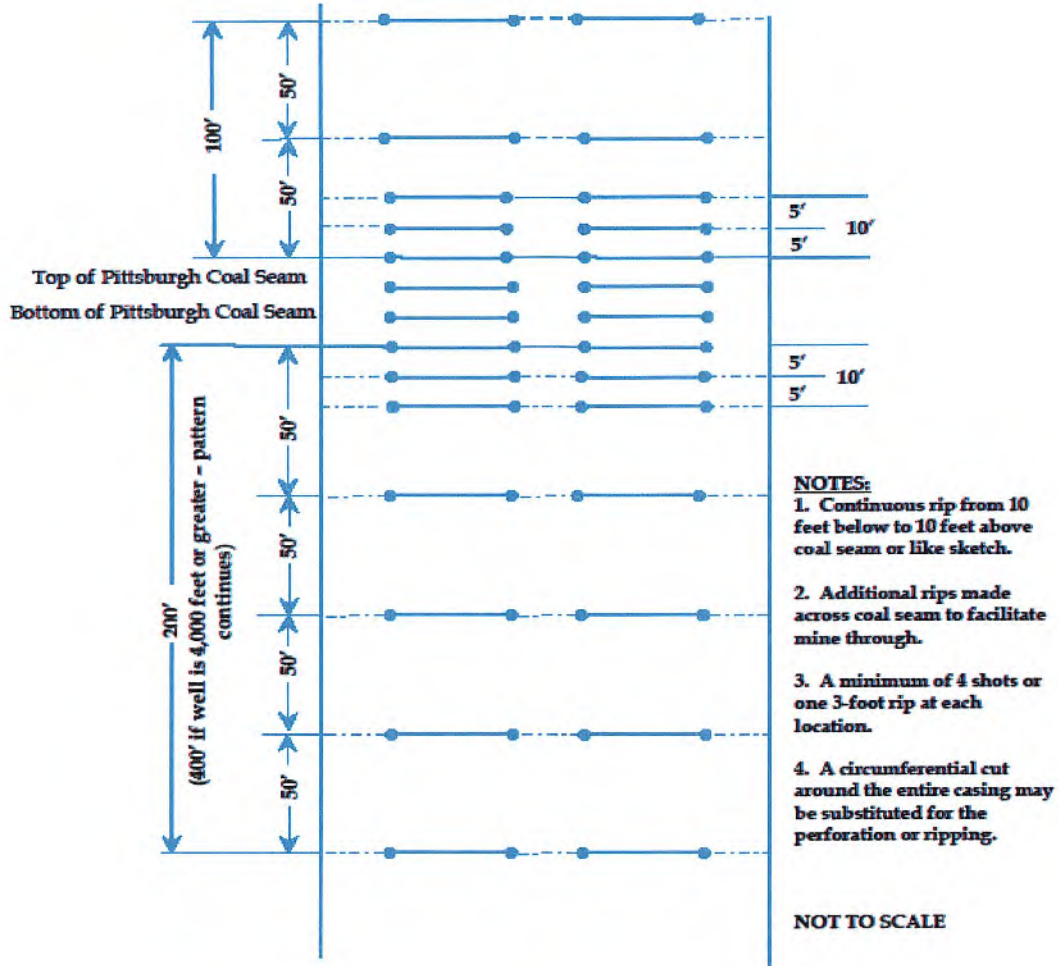 100'
50'
50'
5'
10'
5'
Top of Pittsburgh Coal Seam
Bottom of Pittsburgh Coal Seam
5'
10'
5'
200'
(400' if well is 4,000 feet or greater - pattern
continues)
50'
50'
50'
50'
NOTES:
1. Continuous rip from 10
feet below to 10 feet above
coal seam or like sketch.
2. Additional rips made
across coal seam to facilitate
mine through.
3. A minimum of 4 shots or
one 3-foot rip at each
location.
4. A circumferential cut
around the entire casing may
be substituted for the
perforation or ripping.
NOT TO SCALE